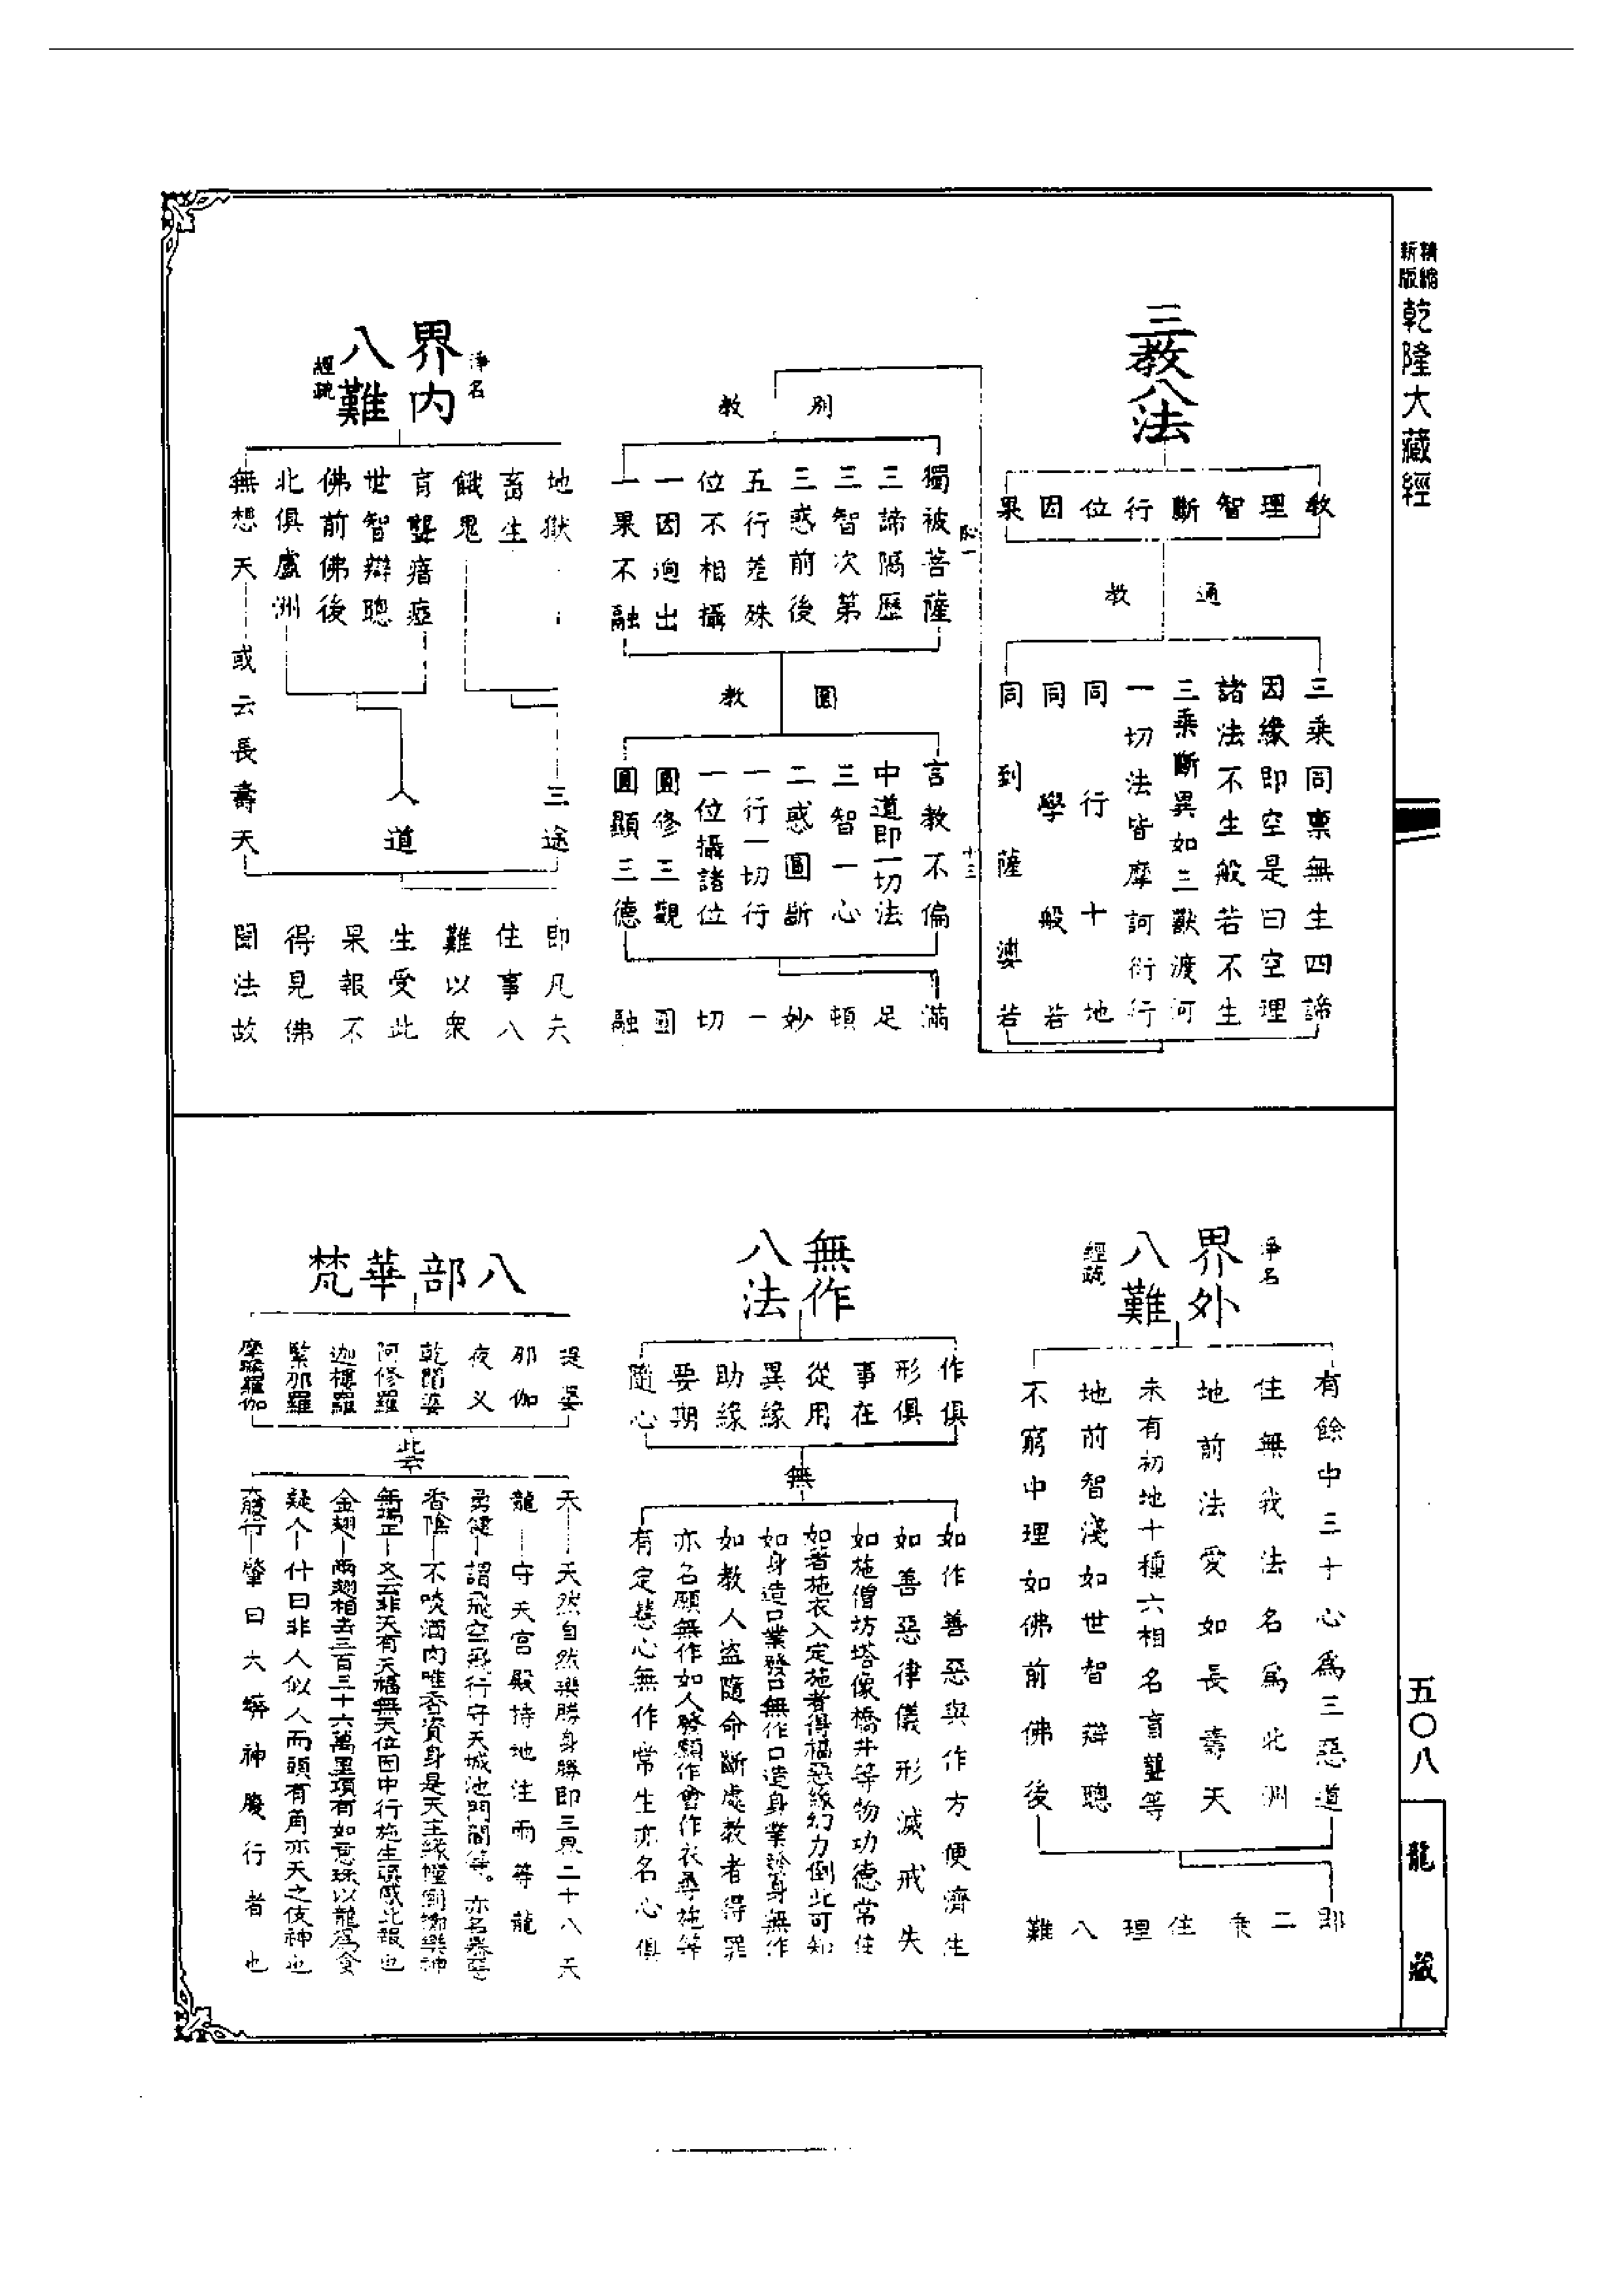 精縮
新版
乾隆大藏經
三教八法
教
理
智
斷
行
位
因
果
通教
三乘同稟無生四諦
因緣即空是曰空理
諸法不生般若不生
三乘斷異如三獸渡河
一切法皆摩訶衍行
同行十地
同學般若
同到薩婆若
別教
獨被菩薩
三諦隔歷
三智次第
三惑前後
五行差殊
位不相攝
一因迥出
一果不融
圓教
言教不偏
中道即一切法
三智一心
二惑圓斷
一行一切行
一位攝諸位
圓修三觀
圓顯三德
滿足頓妙一切圓融
十三
淨名
經疏
界內
八難
地獄
畜生
餓鬼
盲聾瘖瘂
世智辯聰
佛前佛後
北俱盧洲
無想天
或云長壽天
三途
人道
即凡夫
住事八
難以眾
生受此
果報不
得見佛
聞法故
淨名
經疏
界外
八難
有餘中三十心為三惡道
住無我法名為北洲
地前法愛如長壽天
未有初地十種六相名盲聾等
地前智淺如世智辯聰
不窮中理如佛前佛後
即二乘住理八難
無作
八法
作俱
形俱
事在
從用
異緣
助緣
要期
隨心
無
如作善惡與作方便濟生
如善惡律儀形滅戒失
如施僧坊塔像橋井等物功德常住
如著施衣入定施者得福惡緣幻力倒此可知
如身造口業發口無作口造身業發身無作
如教人盜隨命斷處教者得罪
亦名願無作如人發願作會作衣尋施等
有定慧心無作常生亦名心俱
八部華梵
提婆
那伽
夜叉
乾闥婆
阿修羅
迦樓羅
緊那羅
摩睺羅伽
此云
天 天然自然樂勝身勝即三界二十八天
龍 守天宮殿持地注雨等龍
勇健 謂飛空飛行守天城池門閣等。亦名暴惡
香陰 不啖酒肉唯香資身是天主緣幢倒懸樂神
無端正 又云非天有天福無天位因中行施生瞋感此報也
金翅 兩翅相去三百三十六萬里項有如意珠以龍為食
疑人 什曰非人似人而頭有角亦天之伎神也
腹行 肇曰大蟒神腹行者也
五〇八
龍藏